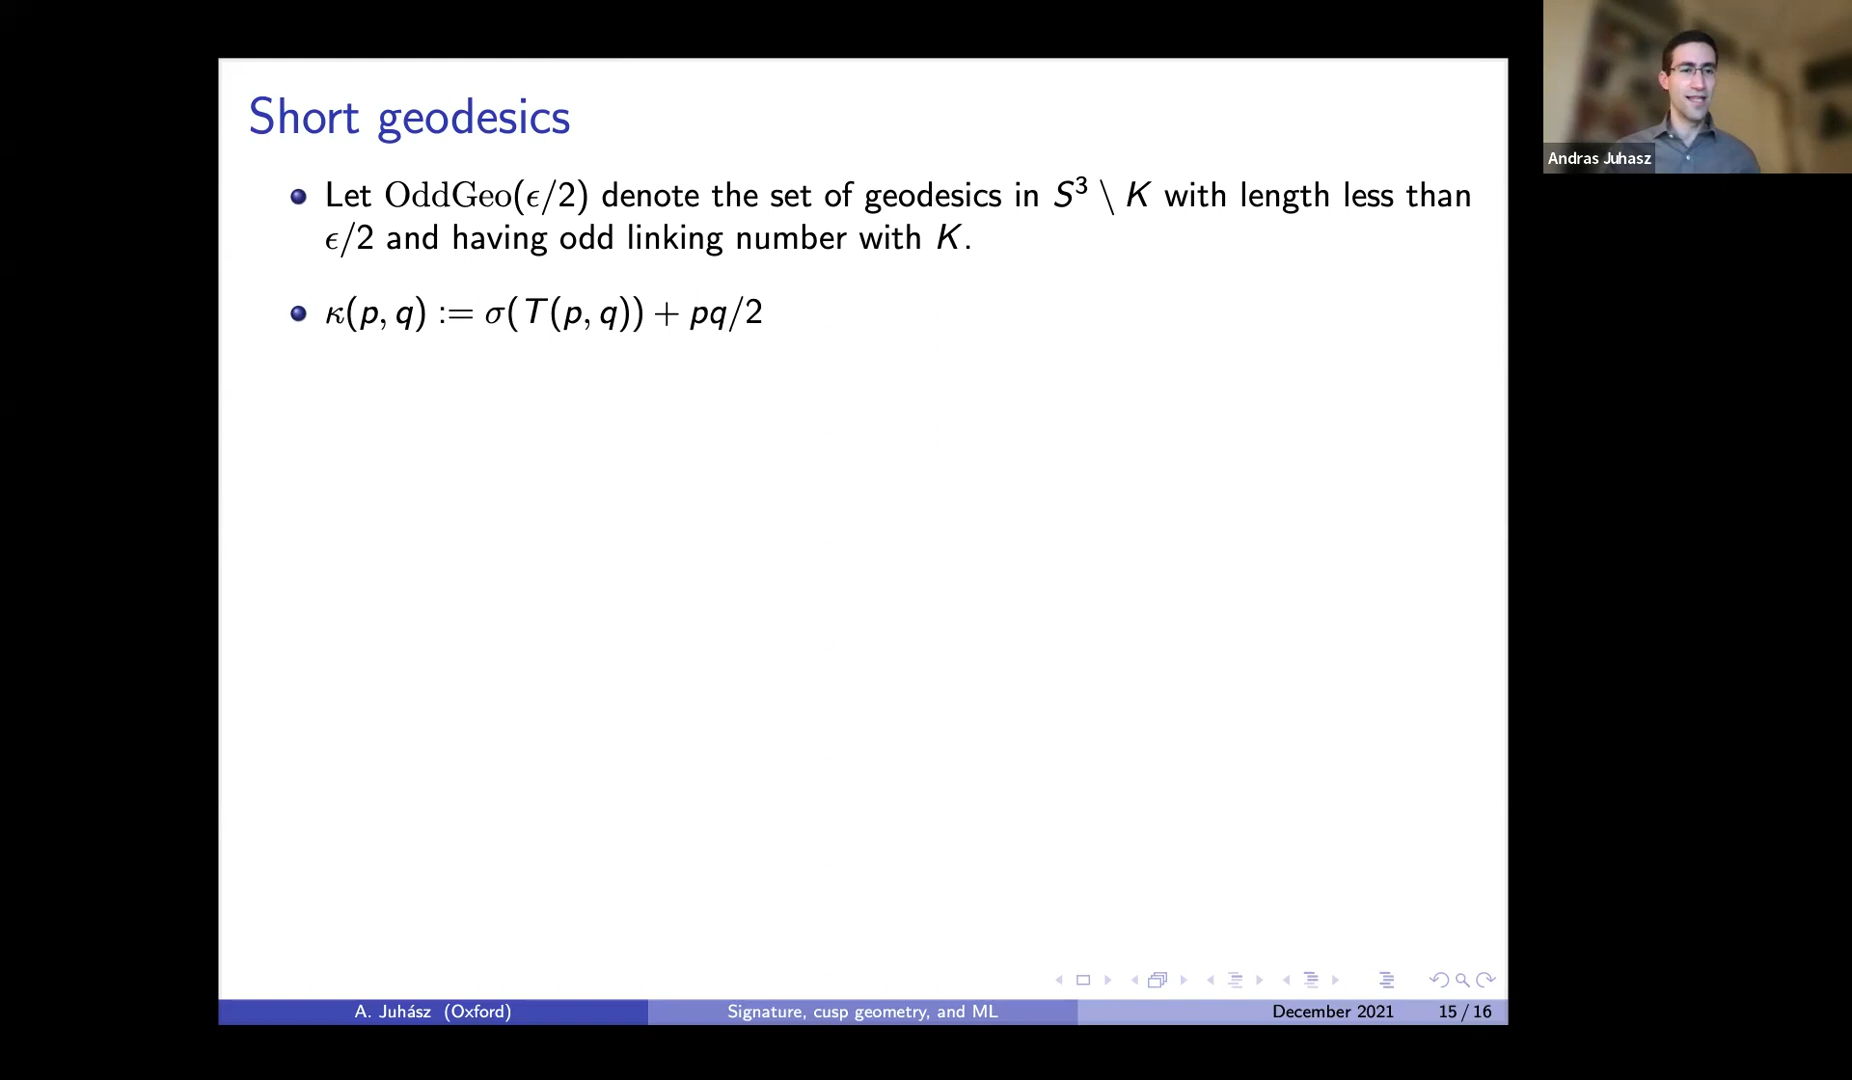 Short geodesics
Let OddGeo(ϵ/2) denote the set of geodesics in S³ \ K with length less than
ϵ/2 and having odd linking number with K.
κ(p, q) := σ(T(p, q)) + pq/2
Andras Juhasz
A. Juhász (Oxford)
Signature, cusp geometry, and ML
December 2021
15 / 16